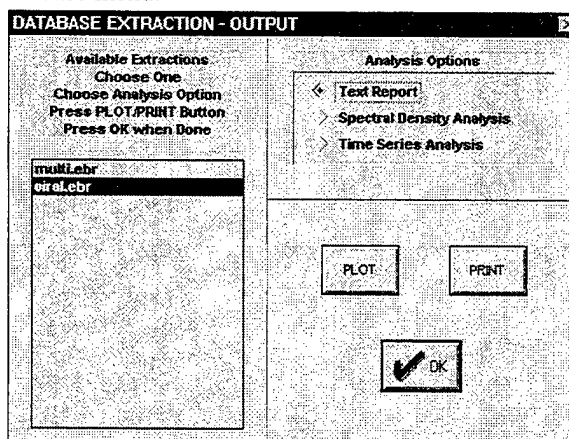 DATABASE EXTRACTION - OUTPUT
Available Extractions
Choose One
Choose Analysis Option
Press PLOT/PRINT Button
Press OK when Done
multi.ebr
eiral.ebr
Analysis Options
Text Report
Spectral Density Analysis
Time Series Analysis
PLOT
PRINT
OK